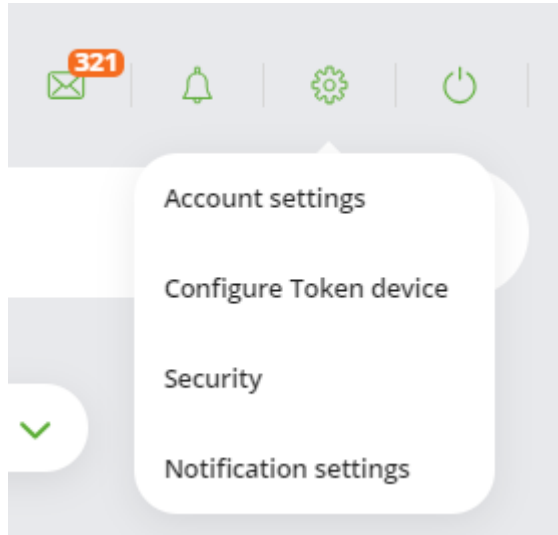 321
Account settings
Configure Token device
Security
Notification settings